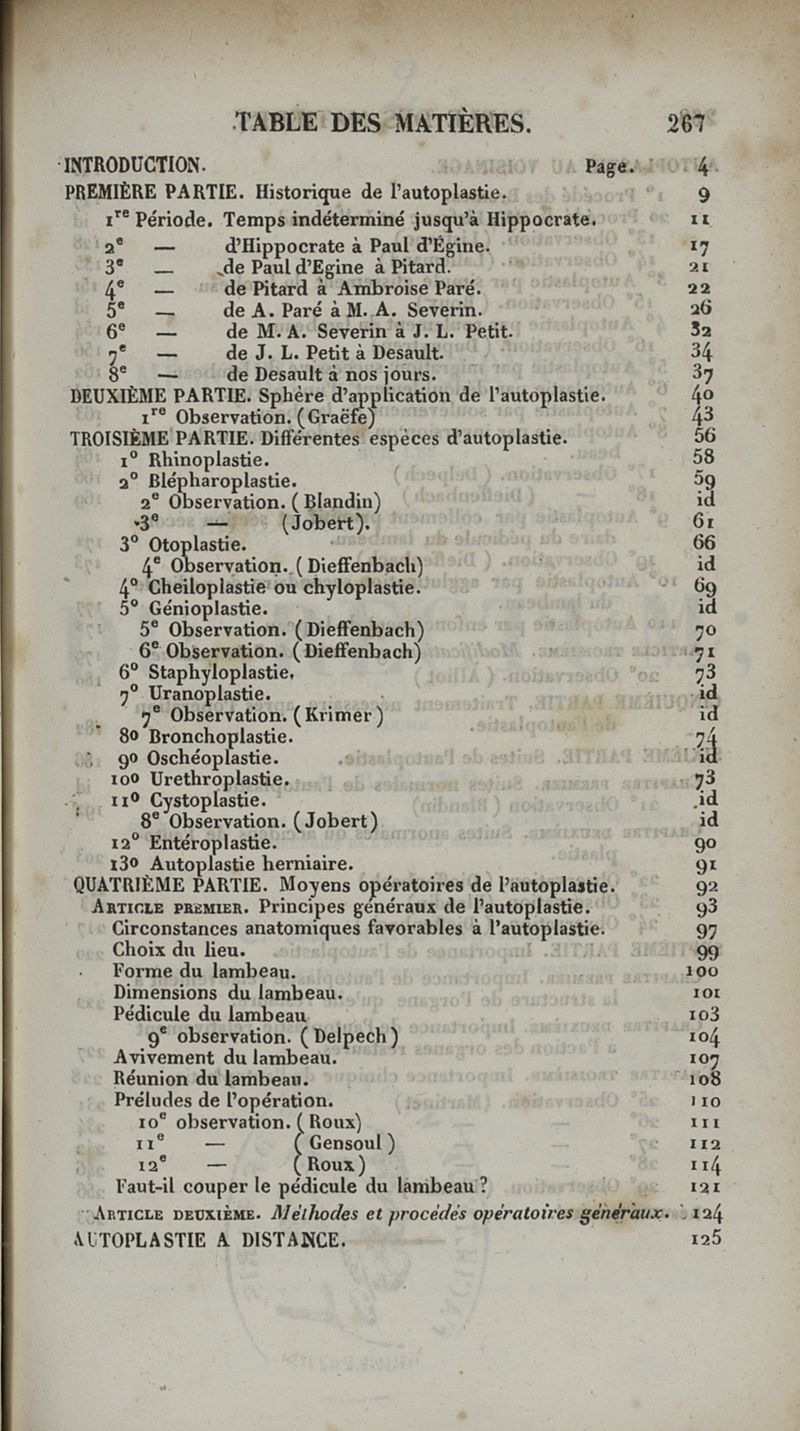 TABLE DES MATIÈRES. 267
INTRODUCTION. Page. 4
PREMIÈRE PARTIE. Historique de l'autoplastie. 9
1re Période. Temps indéterminé jusqu'à Hippocrate. 11
2e — d'Hippocrate à Paul d'Égine. 17
3e — de Paul d'Egine à Pitard. 21
4e — de Pitard à Ambroise Paré. 22
5e — de A. Paré à M. A. Severin. 26
6e — de M. A. Severin à J. L. Petit. 32
7e — de J. L. Petit à Desault. 34
8e — de Desault à nos jours. 37
DEUXIÈME PARTIE. Sphère d'application de l'autoplastie. 40
1re Observation. (Graëfe) 43
TROISIÈME PARTIE. Différentes espèces d'autoplastie. 56
1° Rhinoplastie. 58
2° Blépharoplastie. 59
2e Observation. (Blandin) id
3e — (Jobert). 61
3° Otoplastie. 66
4e Observation. (Dieffenbach) id
4° Cheiloplastie ou chyloplastie. 69
5° Génioplastie. id
5e Observation. (Dieffenbach) 70
6e Observation. (Dieffenbach) 71
6° Staphyloplastie, 73
7° Uranoplastie. id
7e Observation. (Krimer) id
8o Bronchoplastie. 74
9o Oschéoplastie. id
10o Urethroplastie. 73
11° Cystoplastie. id
8e Observation. (Jobert) id
12° Entéroplastie. 90
13o Autoplastie herniaire. 91
QUATRIÈME PARTIE. Moyens opératoires de l'autoplastie. 92
ARTICLE PREMIER. Principes généraux de l'autoplastie. 93
Circonstances anatomiques favorables à l'autoplastie. 97
Choix du lieu. 99
Forme du lambeau. 100
Dimensions du lambeau. 101
Pédicule du lambeau 103
9e observation. (Delpech) 104
Avivement du lambeau. 107
Réunion du lambeau. 108
Préludes de l'opération. 110
10e observation. (Roux) 111
11e — (Gensoul) 112
12e — (Roux) 114
Faut-il couper le pédicule du lambeau? 121
ARTICLE DEUXIÈME. Méthodes et procédés opératoires généraux. 124
AUTOPLASTIE A DISTANCE. 125